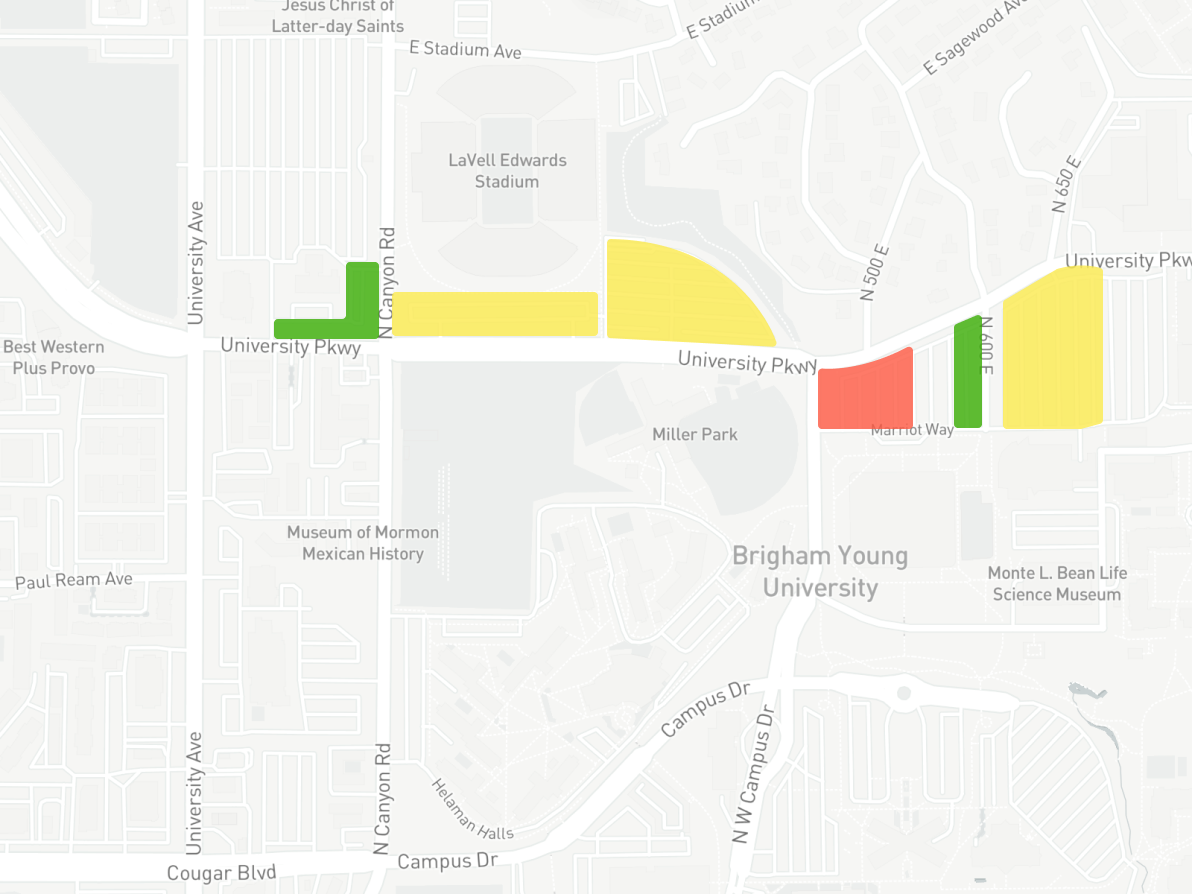 Jesus Christ of
Latter-day Saints
E Stadium Ave
E Stadium
E Sagewood Ave
LaVell Edwards
Stadium
N 650 E
University Ave
N Canyon Rd
N 500 E
University Pkw
Best Western
Plus Provo
University Pkwy
University Pkwy
N 600 E
Marriot Way
Miller Park
Museum of Mormon
Mexican History
Brigham Young
University
Paul Ream Ave
Monte L. Bean Life
Science Museum
Campus Dr
N W Campus Dr
University Ave
N Canyon Rd
Helaman Halls
Campus Dr
Cougar Blvd